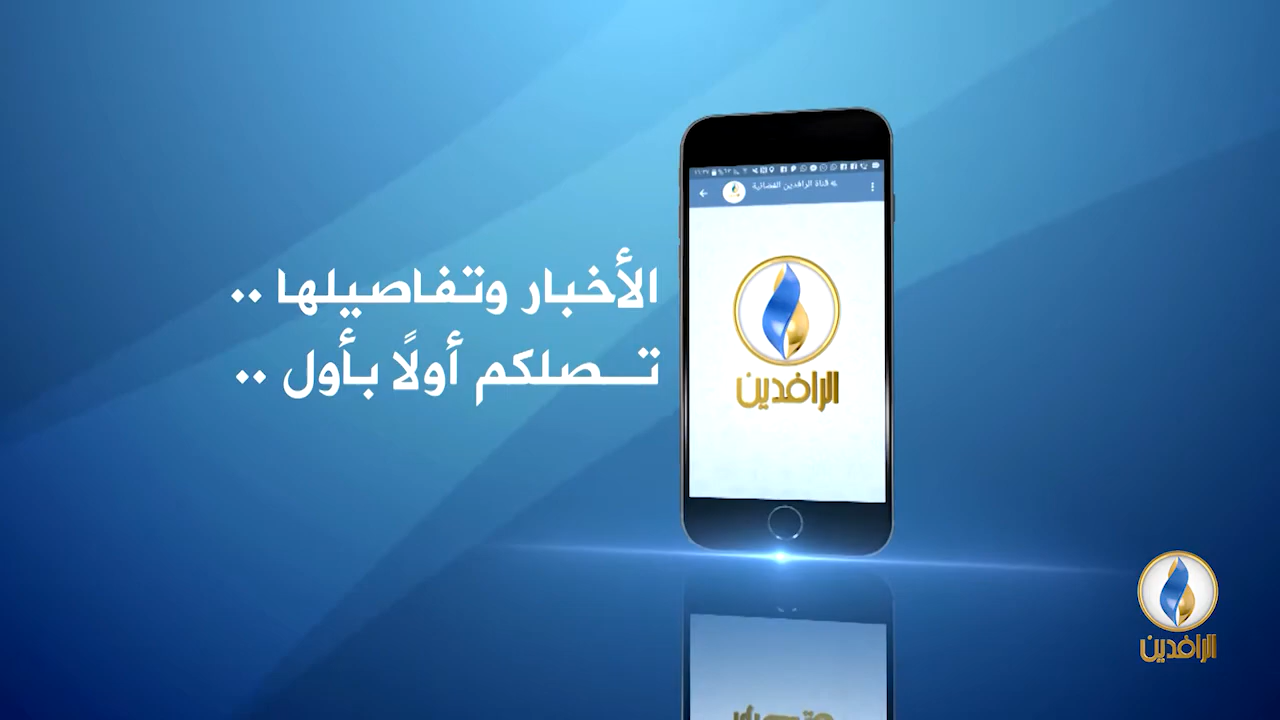 الأخبار وتفاصيلها ..
تـــصلكم أولًا بأول ..
قناة الرافدين الفضائية
الرافدين
الرافدين